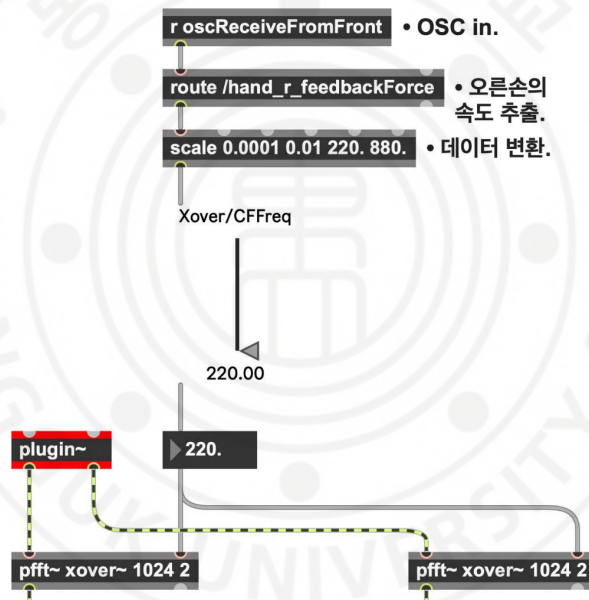 r oscReceiveFromFront
• OSC in.
route /hand_r_feedbackForce
• 오른손의
속도 추출.
scale 0.0001 0.01 220. 880.
• 데이터 변환.
Xover/CFFreq
220.00
plugin~
220.
pfft~ xover~ 1024 2
pfft~ xover~ 1024 2